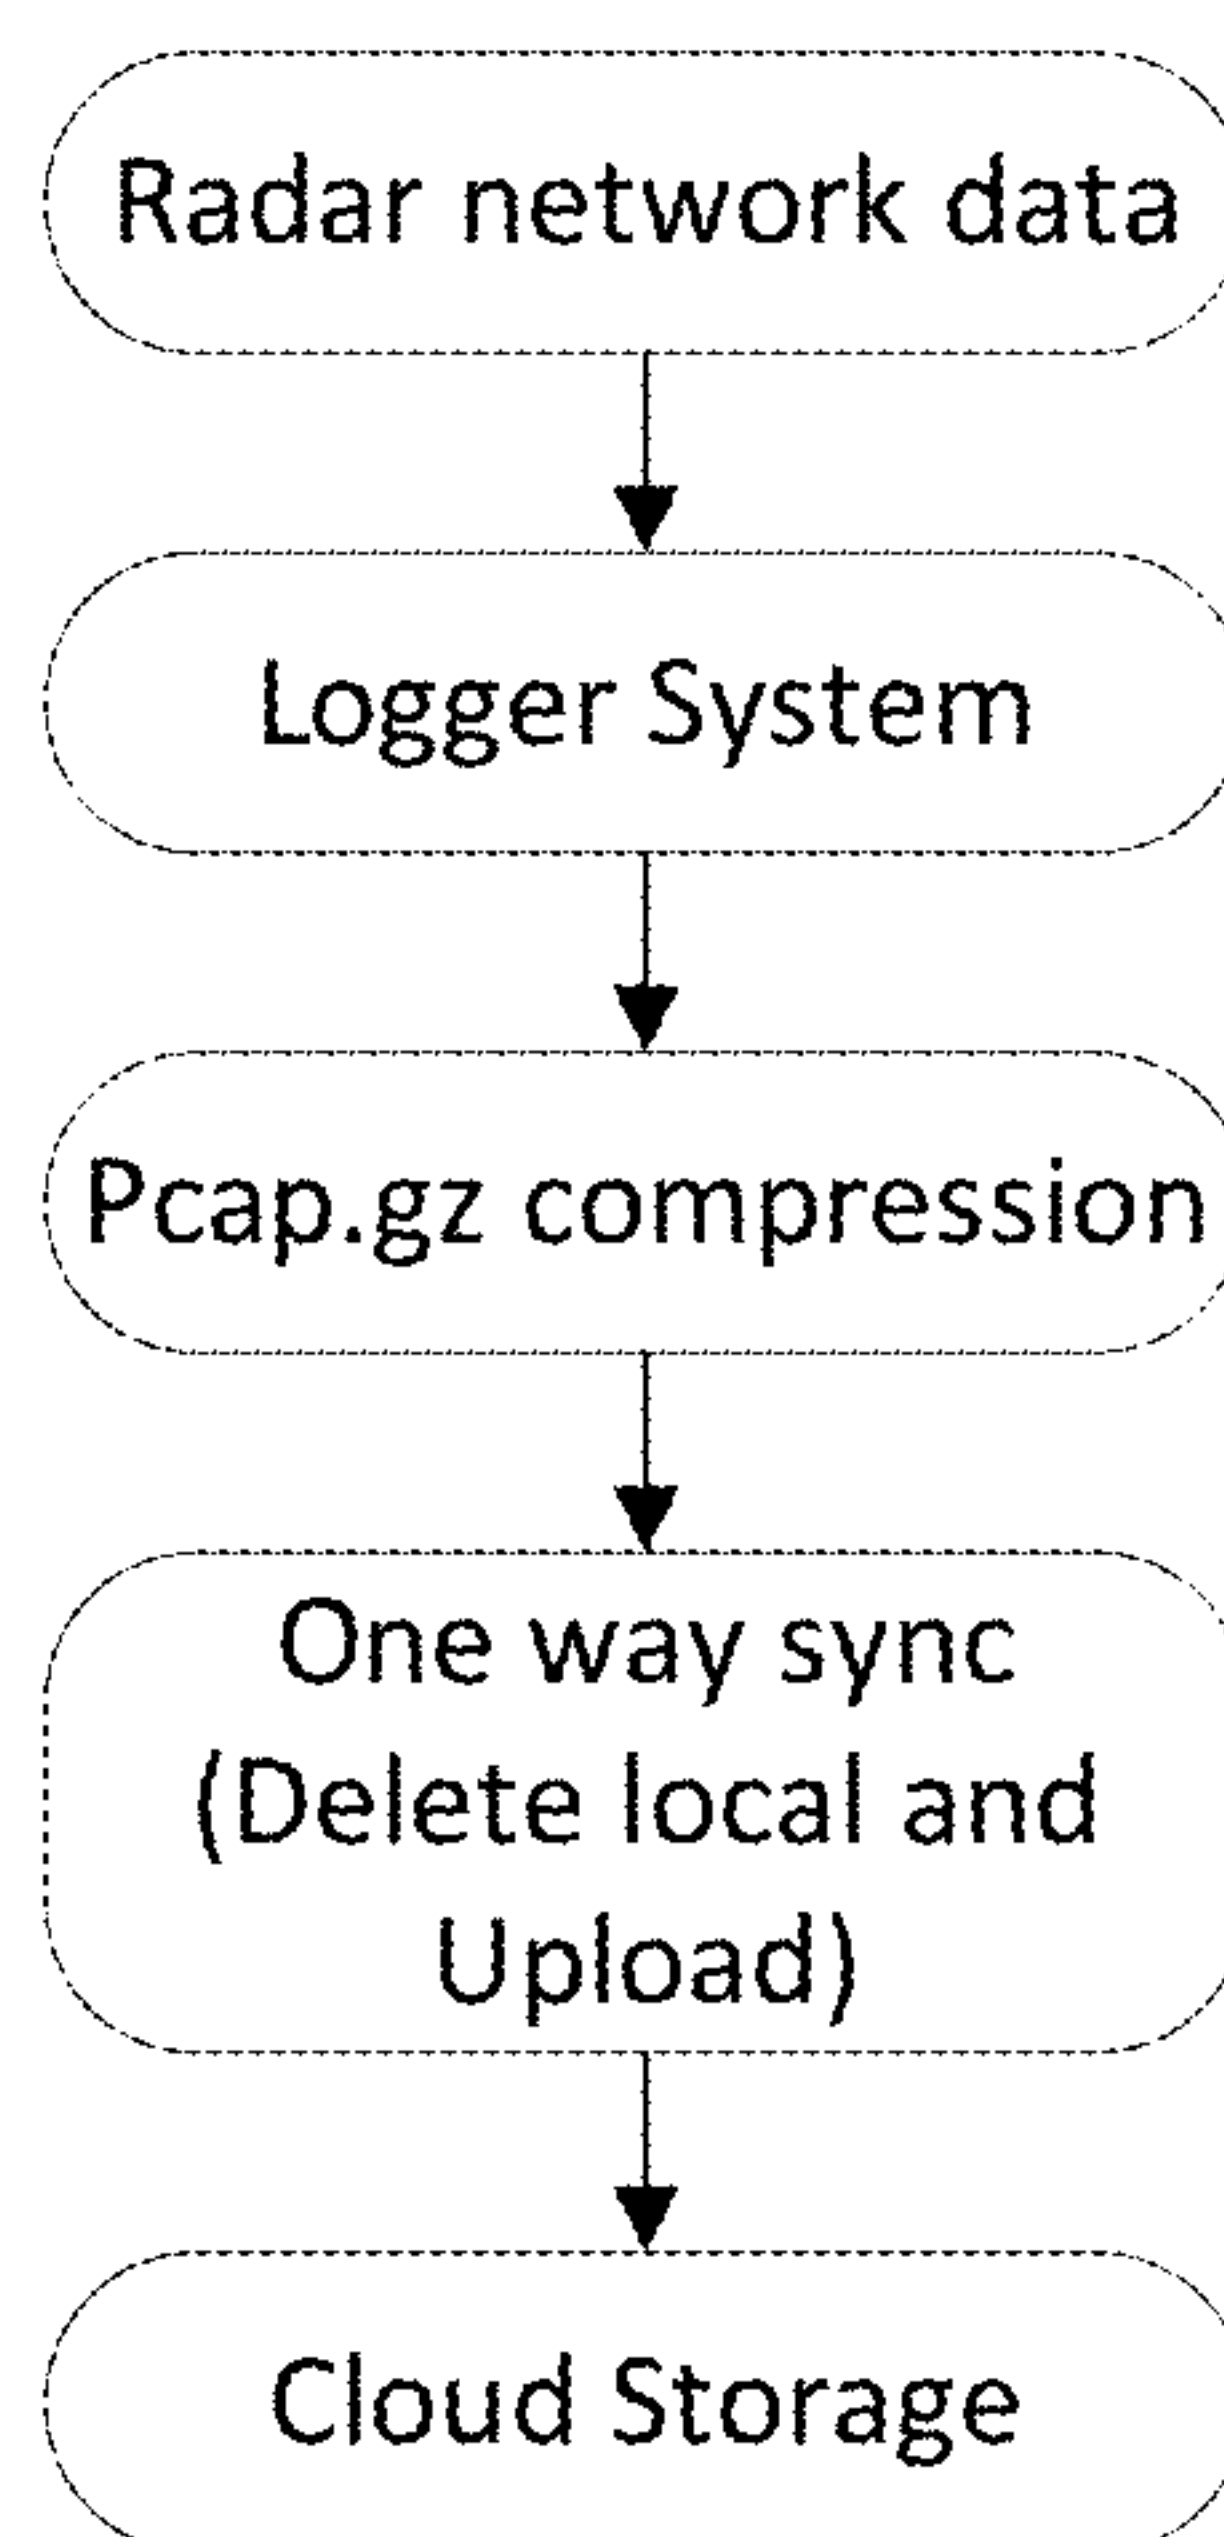 Radar network data
Logger System
Pcap.gz compression
One way sync
(Delete local and
Upload)
Cloud Storage